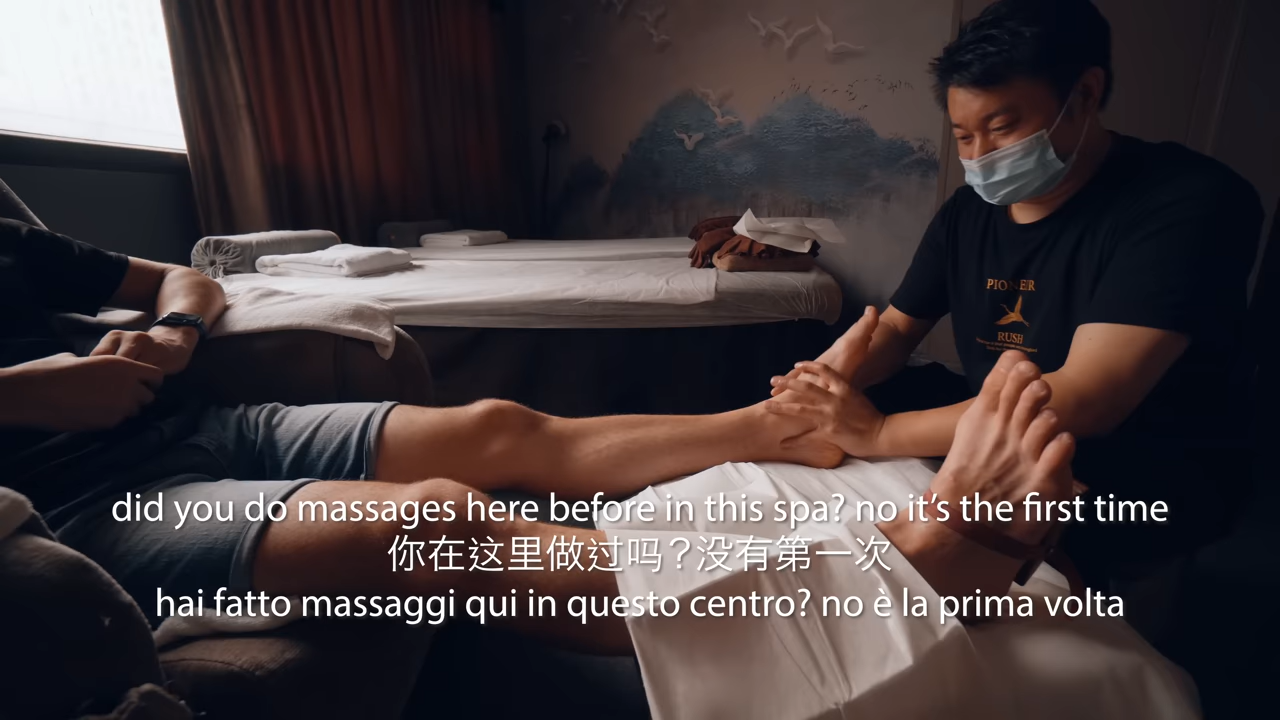 PIONEER
RUSH
did you do massages here before in this spa? no it’s the first time
你在这里做过吗？没有第一次
hai fatto massaggi qui in questo centro? no è la prima volta